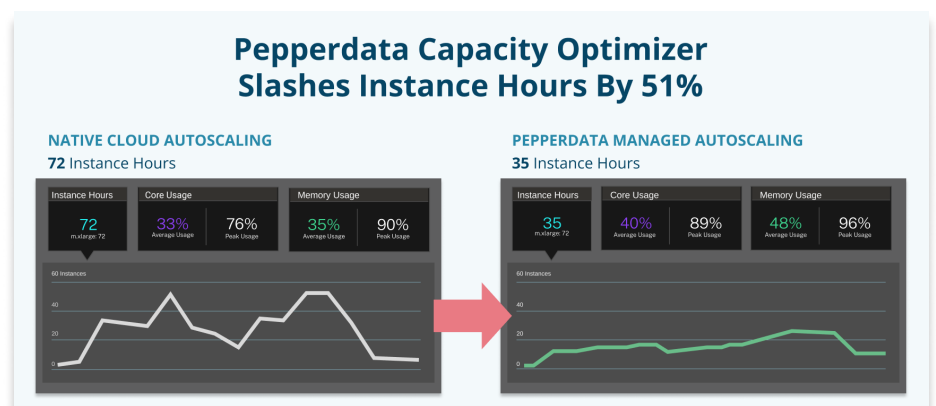 Pepperdata Capacity Optimizer
Slashes Instance Hours By 51%
NATIVE CLOUD AUTOSCALING
72 Instance Hours
Instance Hours
72
m.xlarge: 72
Core Usage
33%
Average Usage
76%
Peak Usage
Memory Usage
35%
Average Usage
90%
Peak Usage
60 Instances
40
20
0
PEPPERDATA MANAGED AUTOSCALING
35 Instance Hours
Instance Hours
35
m.xlarge: 72
Core Usage
40%
Average Usage
89%
Peak Usage
Memory Usage
48%
Average Usage
96%
Peak Usage
60 Instances
40
20
0